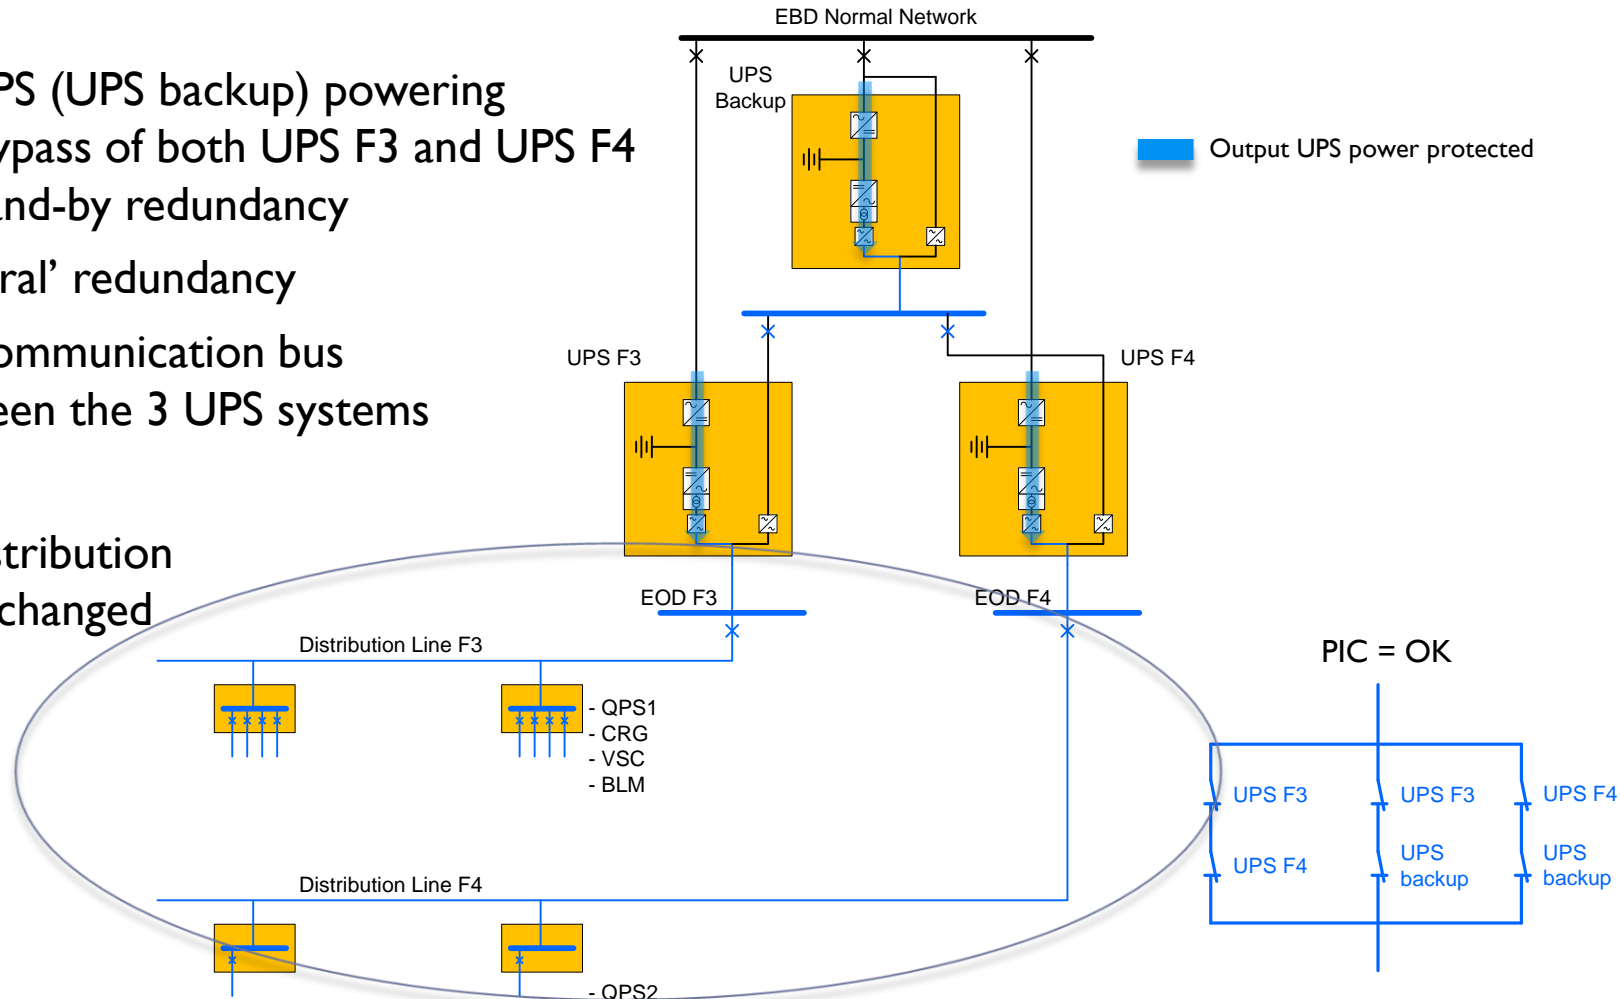 EBD Normal Network
UPS
Backup
PS (UPS backup) powering
ypass of both UPS F3 and UPS F4
and-by redundancy
ral’ redundancy
ommunication bus
een the 3 UPS systems
stribution
changed
Output UPS power protected
UPS F3
UPS F4
EOD F3
EOD F4
Distribution Line F3
- QPS1
- CRG
- VSC
- BLM
Distribution Line F4
- QPS2
PIC = OK
UPS F3
UPS F3
UPS F4
UPS F4
UPS
backup
UPS
backup